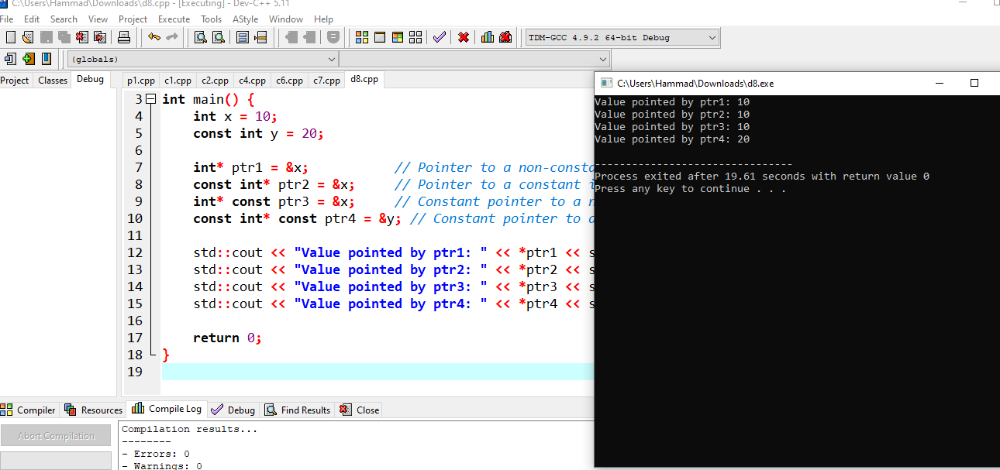 C:\Users\Hammad\Downloads\d8.cpp - [Executing] - Dev-C++ 5.11
File Edit Search View Project Execute Tools AStyle Window Help
TDM-GCC 4.9.2 64-bit Debug
(globals)
Project Classes Debug
p1.cpp c1.cpp c2.cpp c4.cpp c6.cpp c7.cpp d8.cpp
3 int main() {
4 int x = 10;
5 const int y = 20;
6
7 int* ptr1 = &x; // Pointer to a non-consta
8 const int* ptr2 = &x; // Pointer to a constant i
9 int* const ptr3 = &x; // Constant pointer to a n
10 const int* const ptr4 = &y; // Constant pointer to a
11
12 std::cout << "Value pointed by ptr1: " << *ptr1 << s
13 std::cout << "Value pointed by ptr2: " << *ptr2 << s
14 std::cout << "Value pointed by ptr3: " << *ptr3 << s
15 std::cout << "Value pointed by ptr4: " << *ptr4 << s
16
17 return 0;
18 }
19
C:\Users\Hammad\Downloads\d8.exe
Value pointed by ptr1: 10
Value pointed by ptr2: 10
Value pointed by ptr3: 10
Value pointed by ptr4: 20
--------------------------------
Process exited after 19.61 seconds with return value 0
Press any key to continue . . .
Compiler Resources Compile Log Debug Find Results Close
Abort Compilation
Compilation results...
--------
- Errors: 0
- Warnings: 0